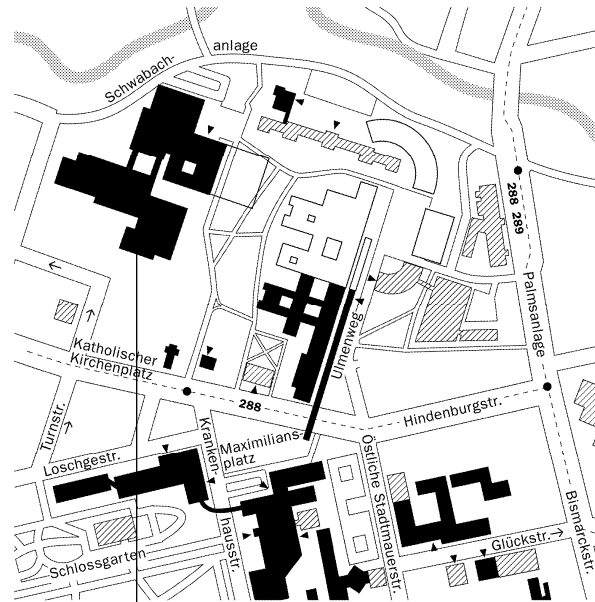 Schwabach-
anlage
288 289
Palmsanlage
Katholischer
Kirchenplatz
Ulmenweg
288
Hindenburgstr.
Turnstr.
Kranken-
hausstr.
Maximilians-
platz
Loschgestr.
Östliche Stadtmauerstr.
Bismarckstr.
Glückstr.
Schlossgarten